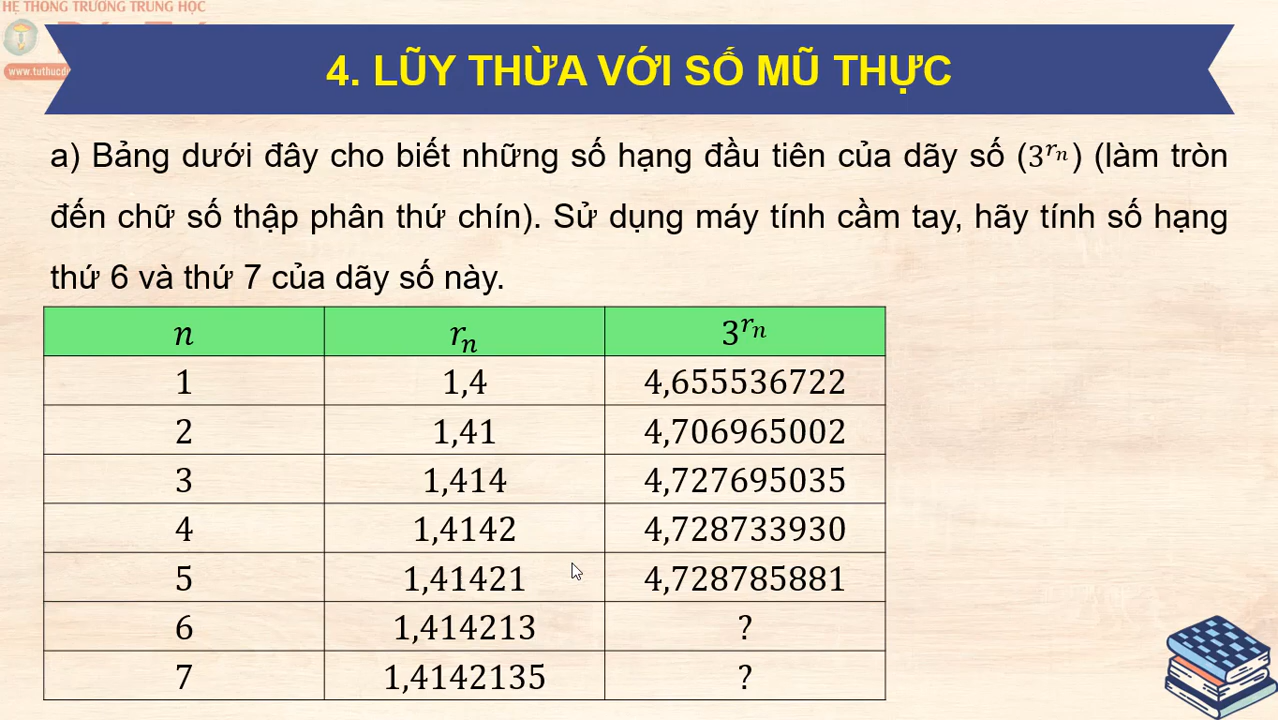 HỆ THỐNG TRƯỜNG TRUNG HỌC
4. LŨY THỪA VỚI SỐ MŨ THỰC
a) Bảng dưới đây cho biết những số hạng đầu tiên của dãy số (3^{r_n}) (làm tròn
đến chữ số thập phân thứ chín). Sử dụng máy tính cầm tay, hãy tính số hạng
thứ 6 và thứ 7 của dãy số này.
n r_n 3^{r_n}
1 1,4 4,655536722
2 1,41 4,706965002
3 1,414 4,727695035
4 1,4142 4,728733930
5 1,41421 4,728785881
6 1,414213 ?
7 1,4142135 ?